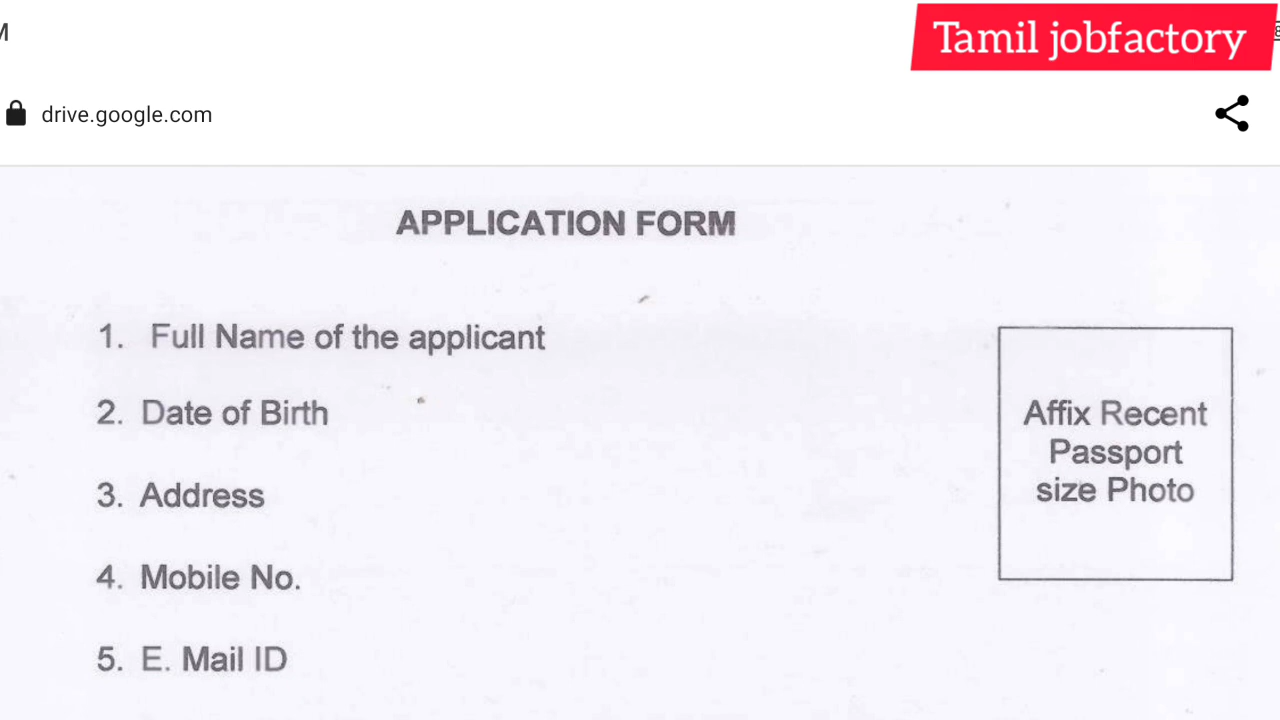 M
Tamil jobfactory
drive.google.com
APPLICATION FORM
1. Full Name of the applicant
2. Date of Birth
3. Address
4. Mobile No.
5. E. Mail ID
Affix Recent
Passport
size Photo